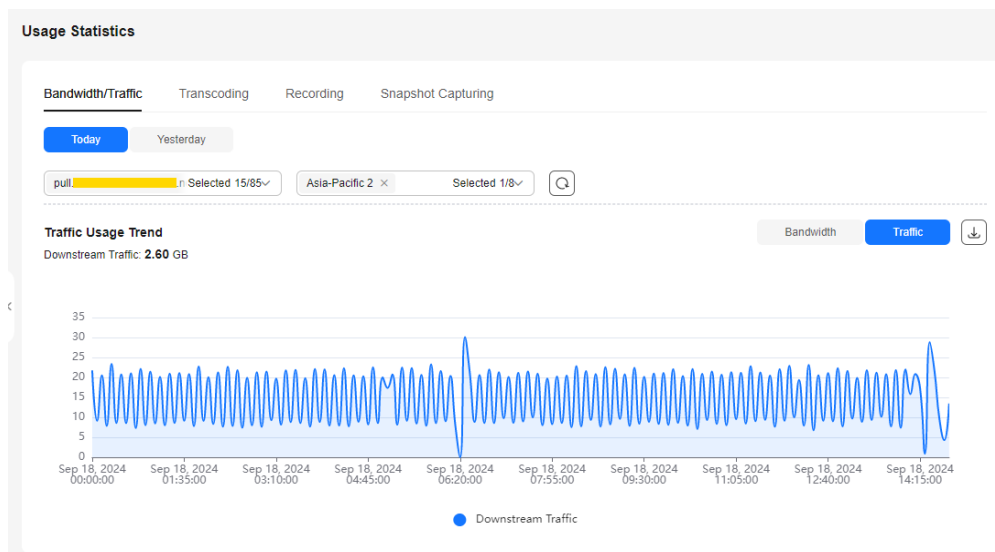 Usage Statistics
Bandwidth/Traffic Transcoding Recording Snapshot Capturing
Today Yesterday
pull. .n Selected 15/85 Asia-Pacific 2 × Selected 1/8
Traffic Usage Trend Bandwidth Traffic
Downstream Traffic: 2.60 GB
35
30
25
20
15
10
5
0
Sep 18, 2024 Sep 18, 2024 Sep 18, 2024 Sep 18, 2024 Sep 18, 2024 Sep 18, 2024 Sep 18, 2024 Sep 18, 2024 Sep 18, 2024 Sep 18, 2024
00:00:00 01:35:00 03:10:00 04:45:00 06:20:00 07:55:00 09:30:00 11:05:00 12:40:00 14:15:00
Downstream Traffic